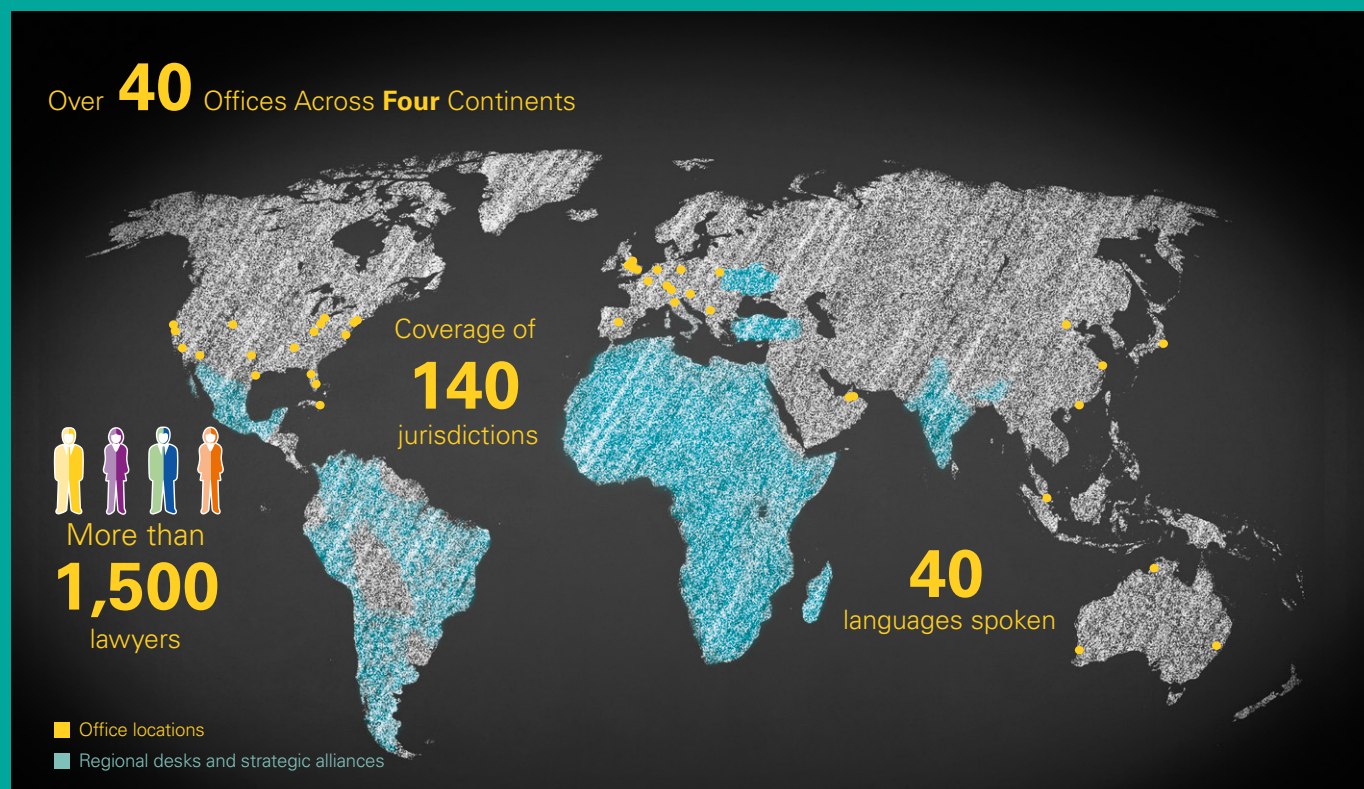 Over 40 Offices Across Four Continents
Coverage of
140
jurisdictions
More than
1,500
lawyers
40
languages spoken
Office locations
Regional desks and strategic alliances